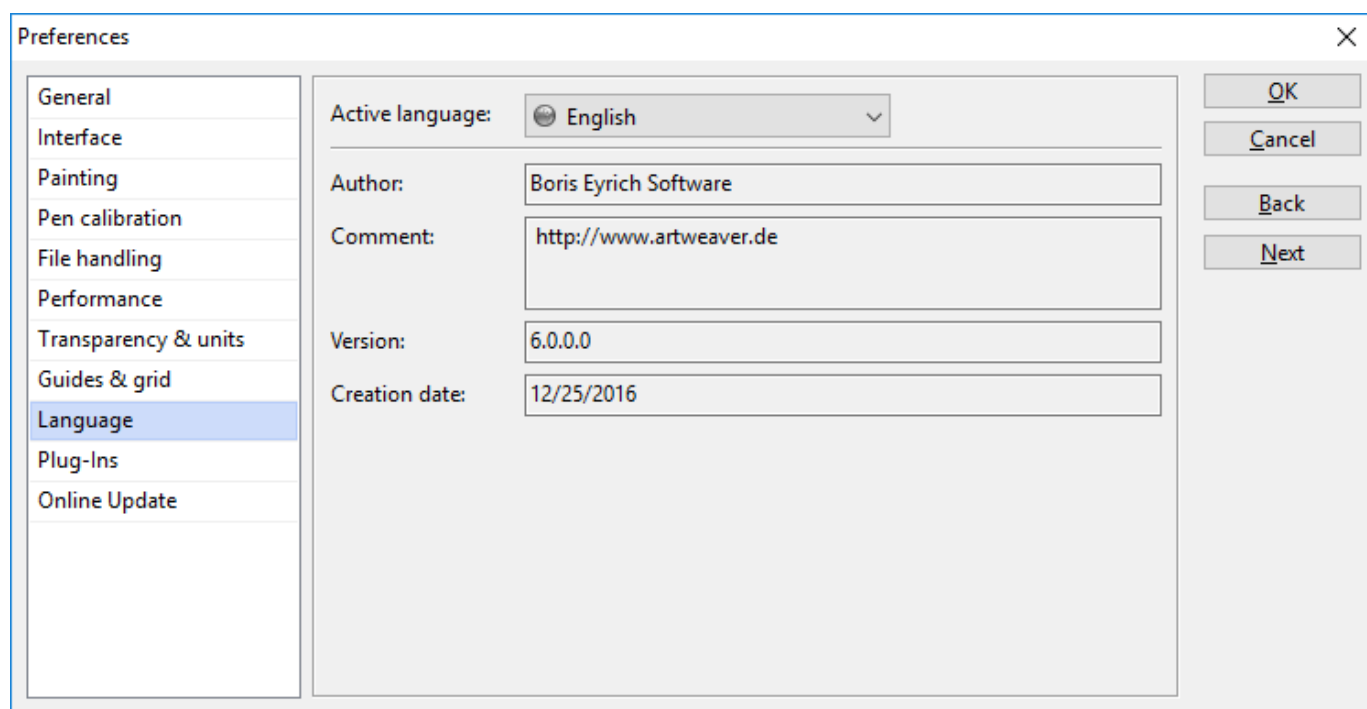 Preferences
General
Interface
Painting
Pen calibration
File handling
Performance
Transparency & units
Guides & grid
Language
Plug-Ins
Online Update
Active language: English
Author: Boris Eyrich Software
Comment: http://www.artweaver.de
Version: 6.0.0.0
Creation date: 12/25/2016
OK
Cancel
Back
Next